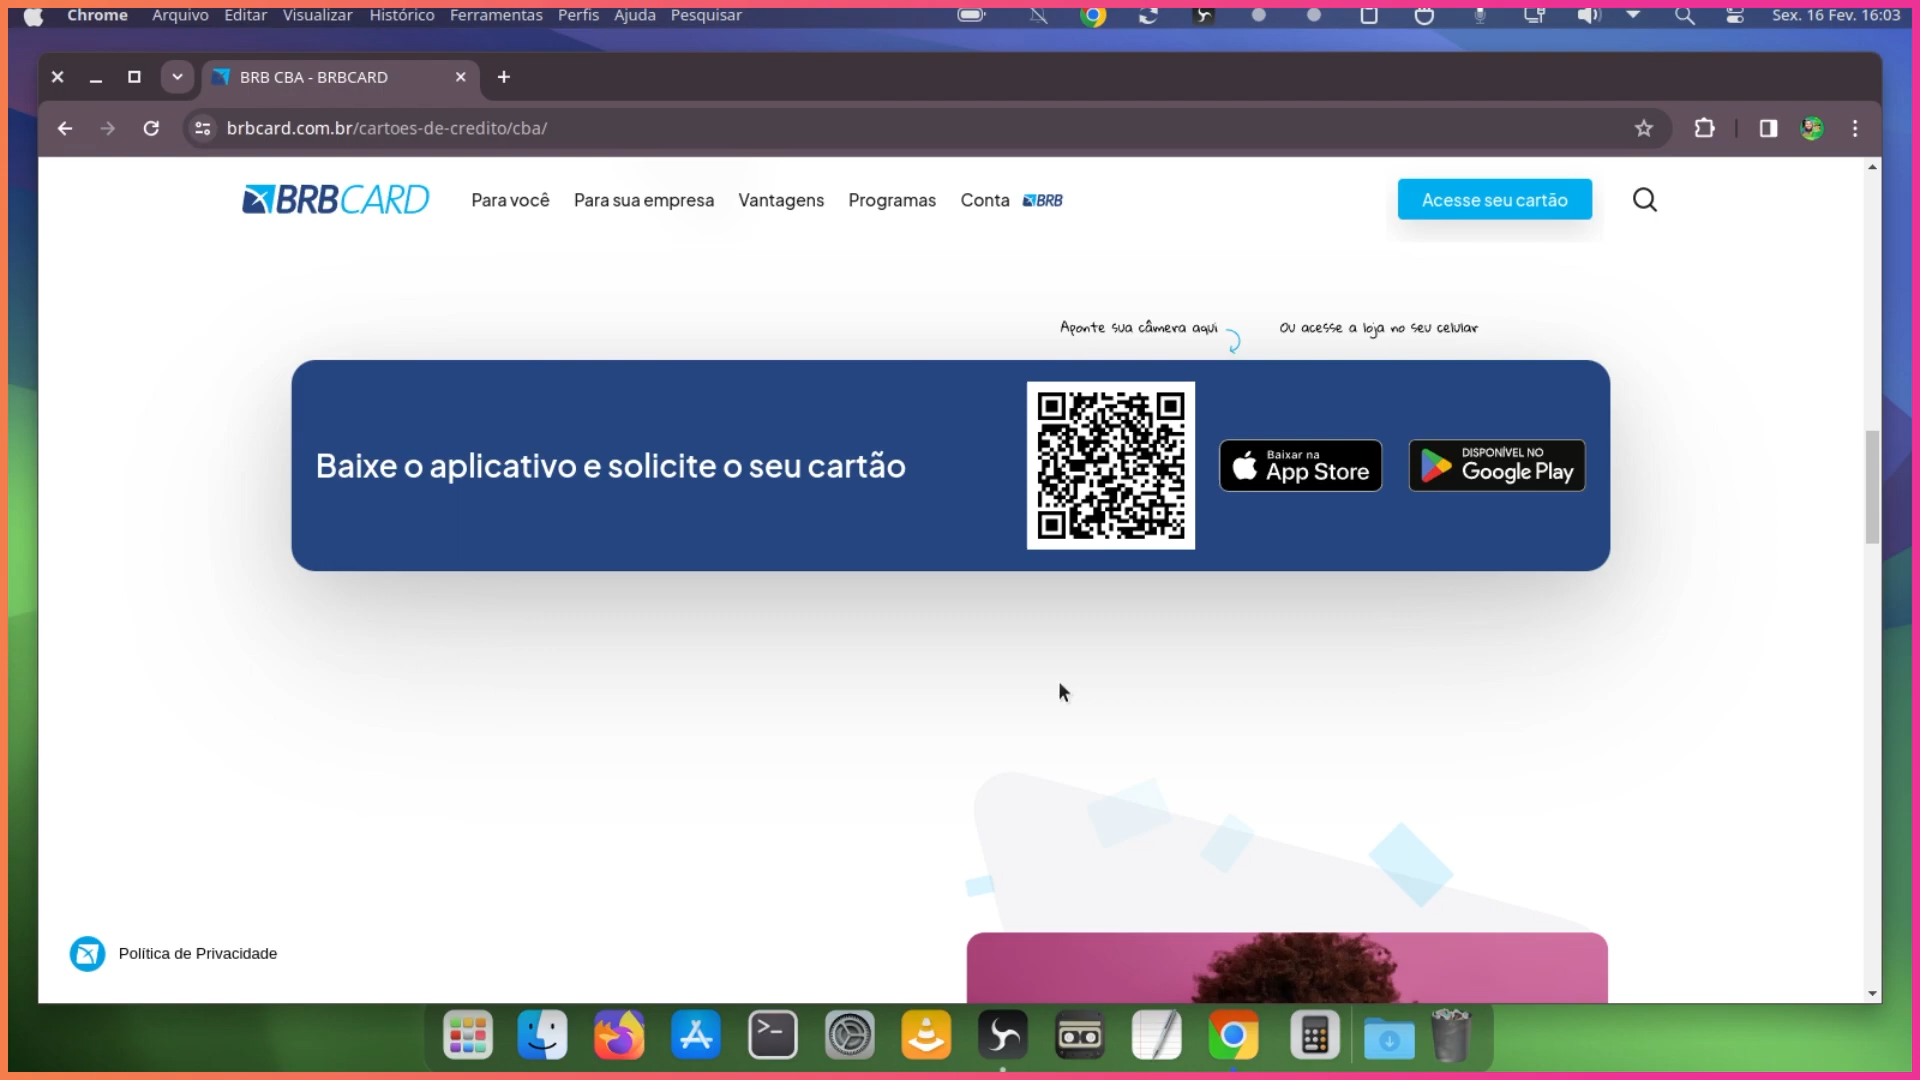 Chrome Arquivo Editar Visualizar Histórico Ferramentas Perfis Ajuda Pesquisar Sex. 16 Fev. 16:03
BRB CBA - BRBCARD
brbcard.com.br/cartoes-de-credito/cba/
BRBCARD Para você Para sua empresa Vantagens Programas Conta BRB Acesse seu cartão
Aponte sua câmera aqui Ou acesse a loja no seu celular
Baixe o aplicativo e solicite o seu cartão
Baixar na
App Store
DISPONÍVEL NO
Google Play
Política de Privacidade